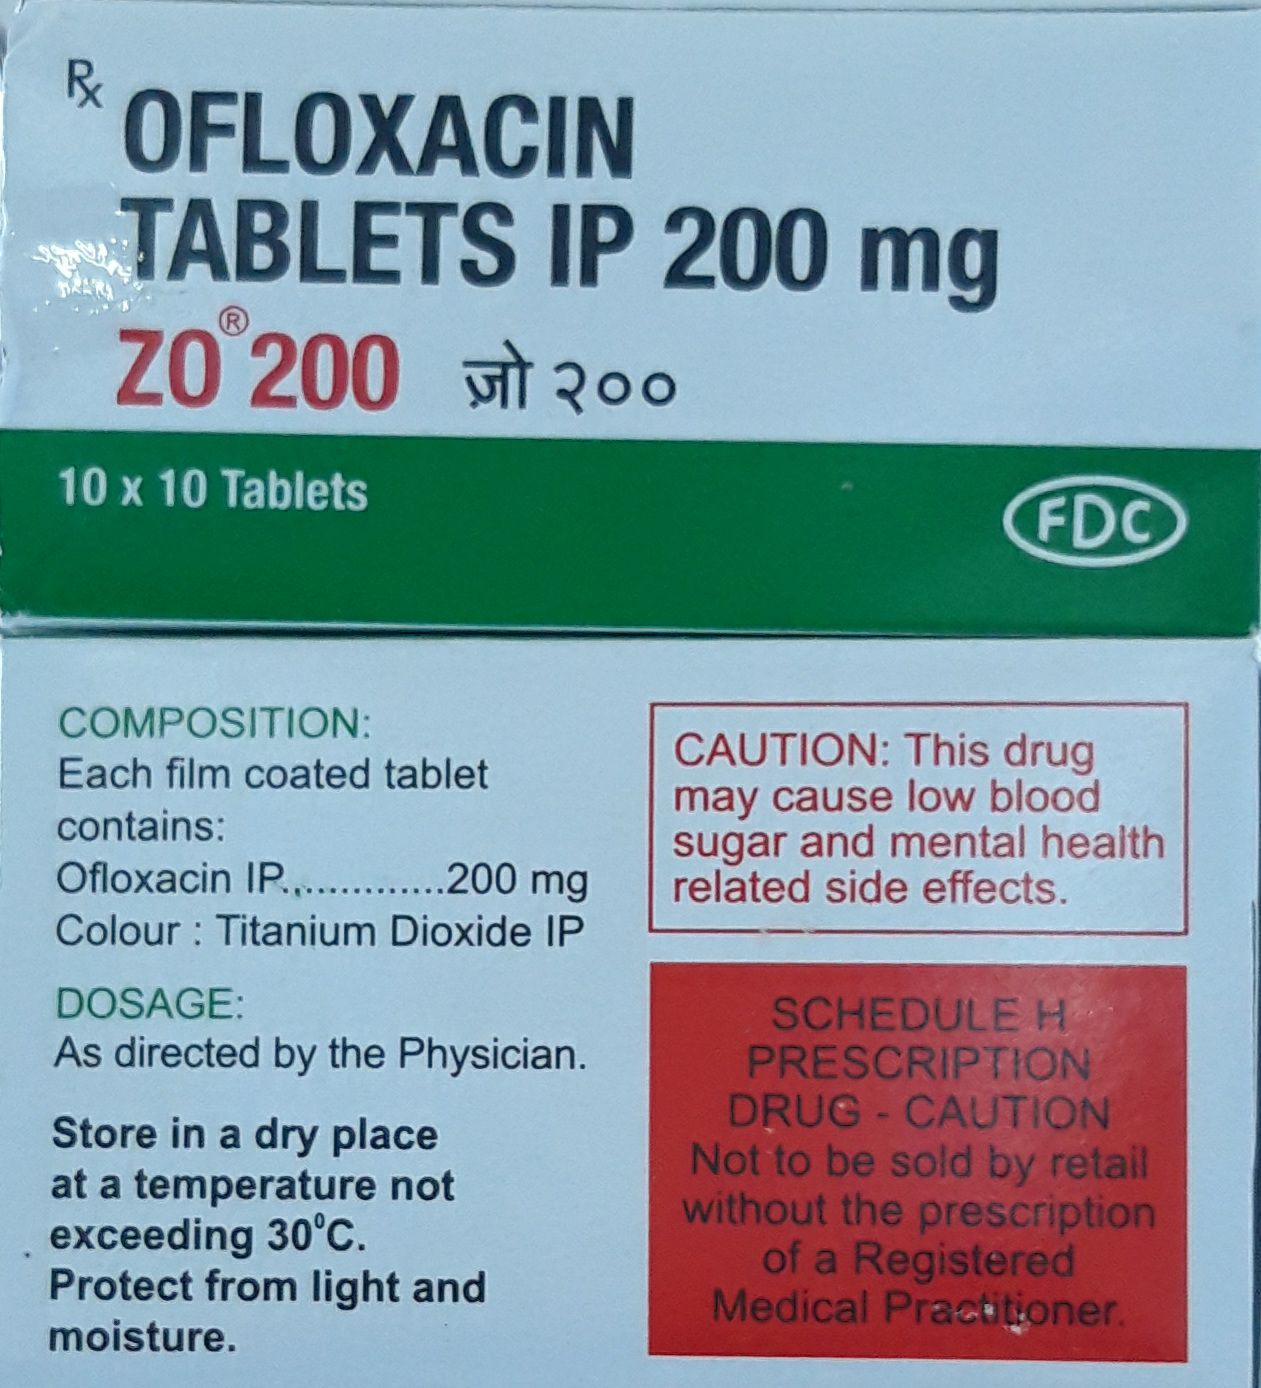 Rx
OFLOXACIN
TABLETS IP 200 mg
ZO® 200 ज़ो २००
10 x 10 Tablets
FDC
COMPOSITION:
Each film coated tablet
contains:
Ofloxacin IP..............200 mg
Colour : Titanium Dioxide IP
DOSAGE:
As directed by the Physician.
Store in a dry place
at a temperature not
exceeding 30⁰C.
Protect from light and
moisture.
CAUTION: This drug
may cause low blood
sugar and mental health
related side effects.
SCHEDULE H
PRESCRIPTION
DRUG - CAUTION
Not to be sold by retail
without the prescription
of a Registered
Medical Practitioner.